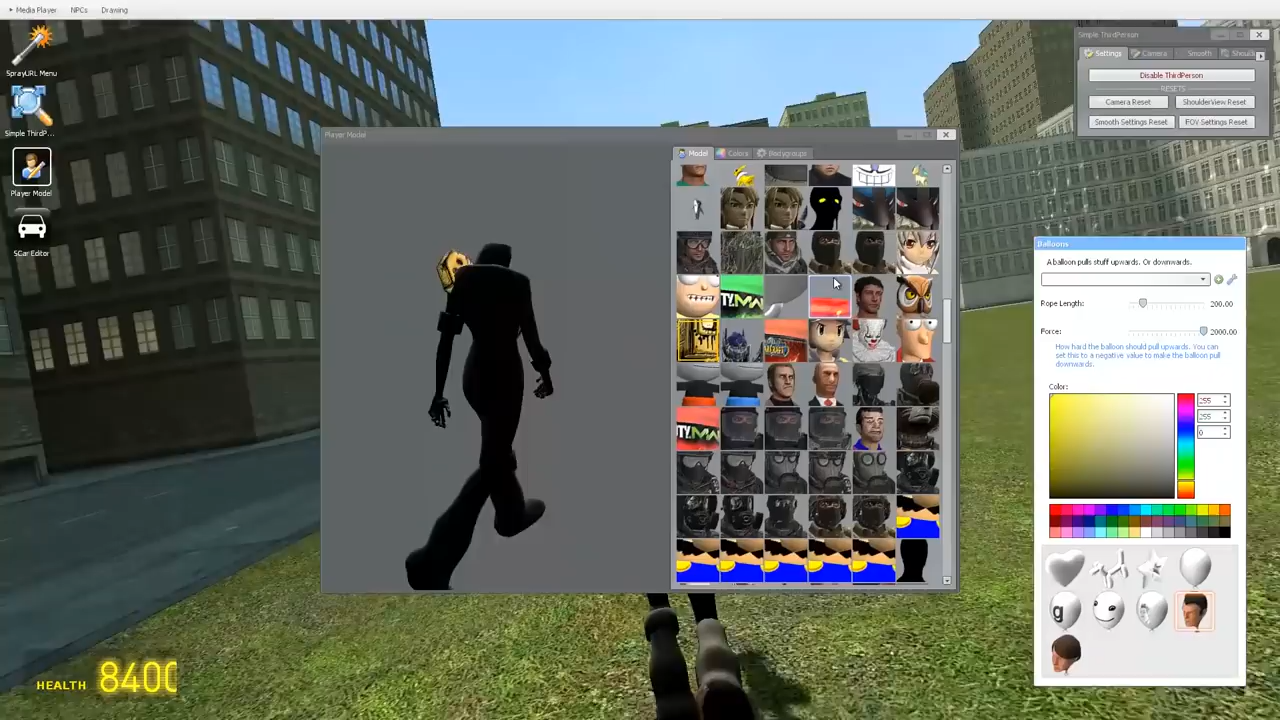 Media Player NPCs Drawing
SprayURL Menu
Simple ThirdP...
Player Model
SCar Editor
Player Model
Model Colors Bodygroups
Simple ThirdPerson
Settings Camera Smooth Should
Disable ThirdPerson
RESETS
Camera Reset ShoulderView Reset
Smooth Settings Reset FOV Settings Reset
Balloons
A balloon pulls stuff upwards. Or downwards.
Rope Length: 200.00
Force: 2000.00
How hard the balloon should pull upwards. You can
set this to a negative value to make the balloon pull
downwards.
Color:
255
255
0
g
HEALTH 8400